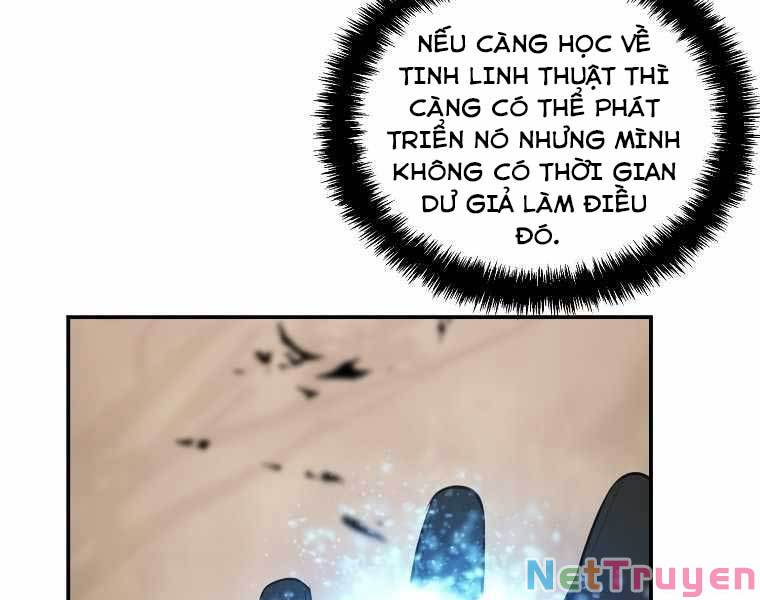 NẾU CÀNG HỌC VỀ
TINH LINH THUẬT THÌ
CÀNG CÓ THỂ PHÁT
TRIỂN NÓ NHƯNG MÌNH
KHÔNG CÓ THỜI GIAN
DƯ GIẢ LÀM ĐIỀU
ĐÓ.
NetTruyen